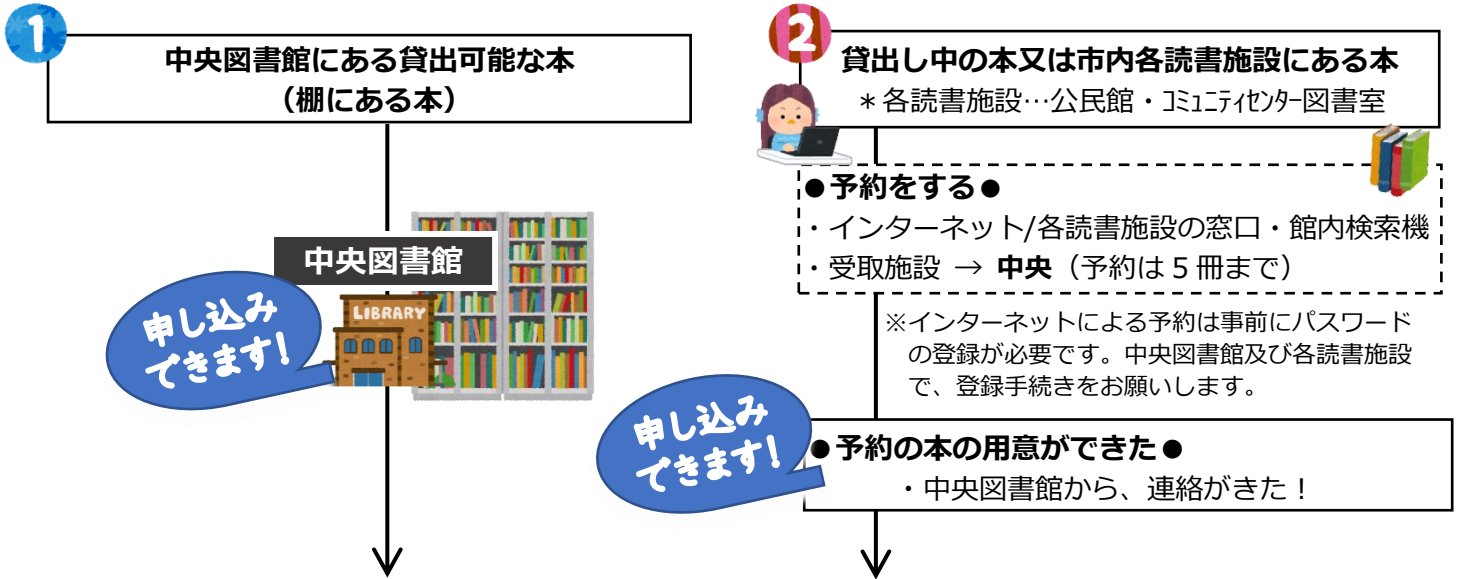 1
中央図書館にある貸出可能な本
（棚にある本）
中央図書館
LIBRARY
申し込み
できます!
2
貸出し中の本又は市内各読書施設にある本
＊各読書施設…公民館・ｺﾐｭﾆﾃｨｾﾝﾀｰ図書室
●予約をする●
・インターネット/各読書施設の窓口・館内検索機
・受取施設 → 中央（予約は５冊まで）
※インターネットによる予約は事前にパスワード
の登録が必要です。中央図書館及び各読書施設
で、登録手続きをお願いします。
申し込み
できます!
●予約の本の用意ができた●
・中央図書館から、連絡がきた！